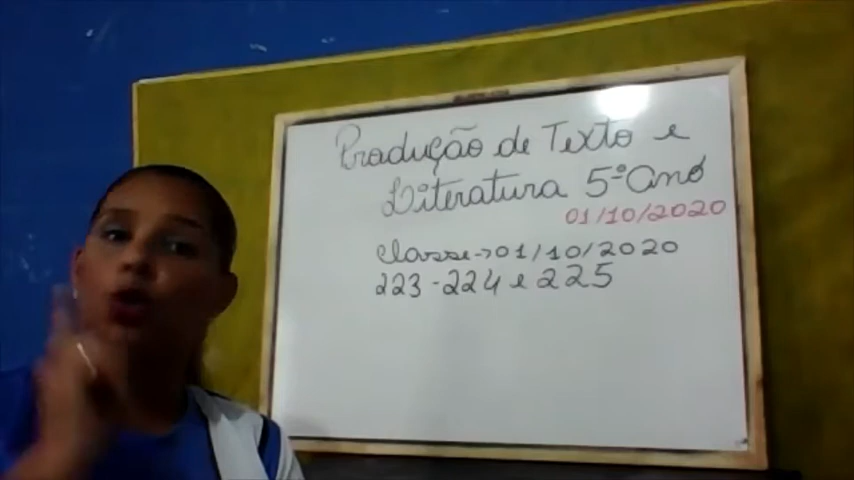 Produção de Texto e
Literatura 5º Ano
01/10/2020
Classe → 01/10/2020
223 - 224 e 225